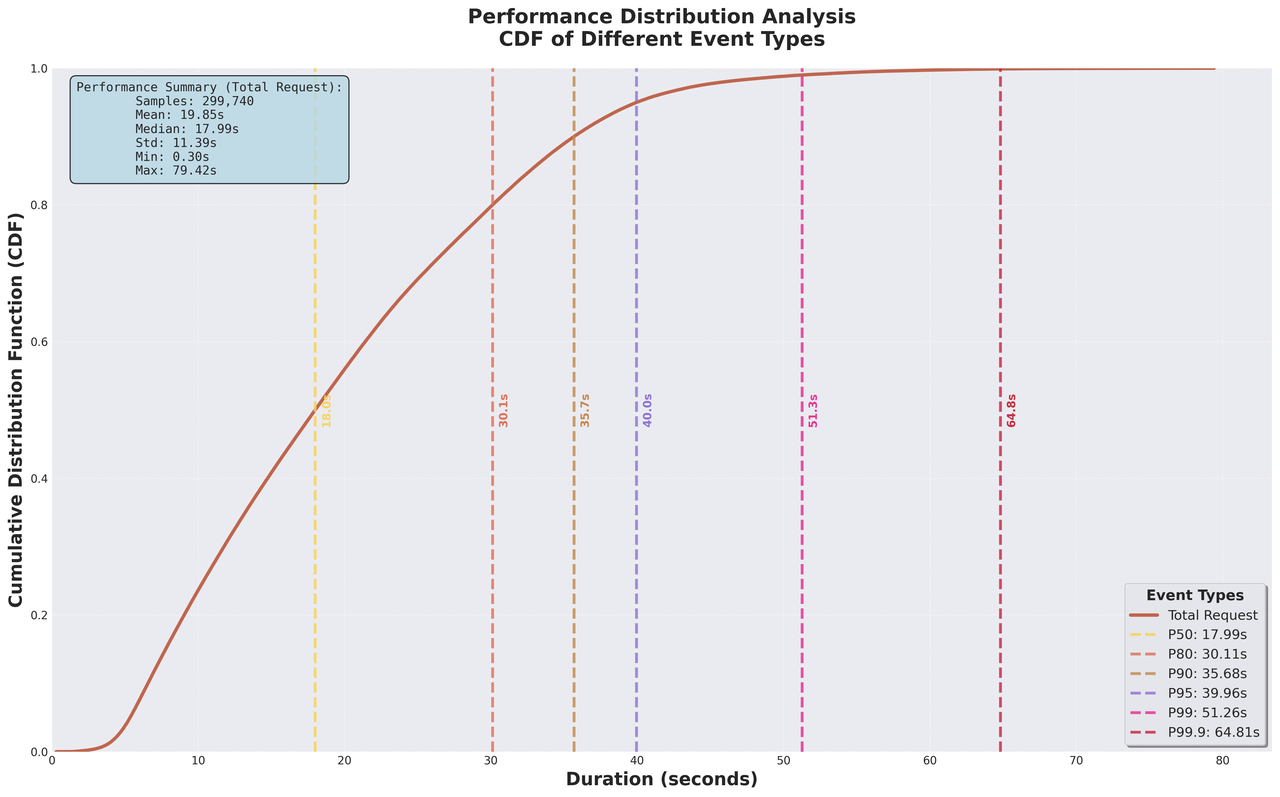 Performance Distribution Analysis
CDF of Different Event Types
Performance Summary (Total Request):
Samples: 299,740
Mean: 19.85s
Median: 17.99s
Std: 11.39s
Min: 0.30s
Max: 79.42s
Cumulative Distribution Function (CDF)
1.0
0.8
0.6
0.4
0.2
0.0
18.0s
30.1s
35.7s
40.0s
51.3s
64.8s
Event Types
Total Request
P50: 17.99s
P80: 30.11s
P90: 35.68s
P95: 39.96s
P99: 51.26s
P99.9: 64.81s
0 10 20 30 40 50 60 70 80
Duration (seconds)